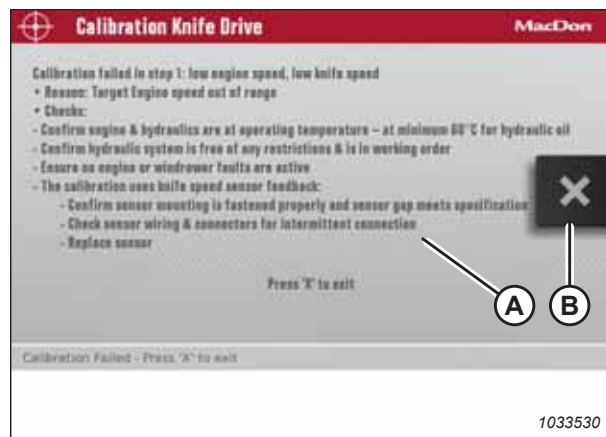 Calibration Knife Drive
MacDon
Calibration failed in step 1: low engine speed, low knife speed
• Reason: Target Engine speed out of range
• Checks:
- Confirm engine & hydraulics are at operating temperature – at minimum 60°C for hydraulic oil
- Confirm hydraulic system is free of any restrictions & is in working order
- Ensure no engine or windrower faults are active
- The calibration uses knife speed sensor feedback:
- Confirm sensor mounting is fastened properly and sensor gap meets specification
- Check sensor wiring & connectors for intermittent connection
- Replace sensor
Press 'X' to exit
A
B
Calibration Failed - Press 'X' to exit
1033530